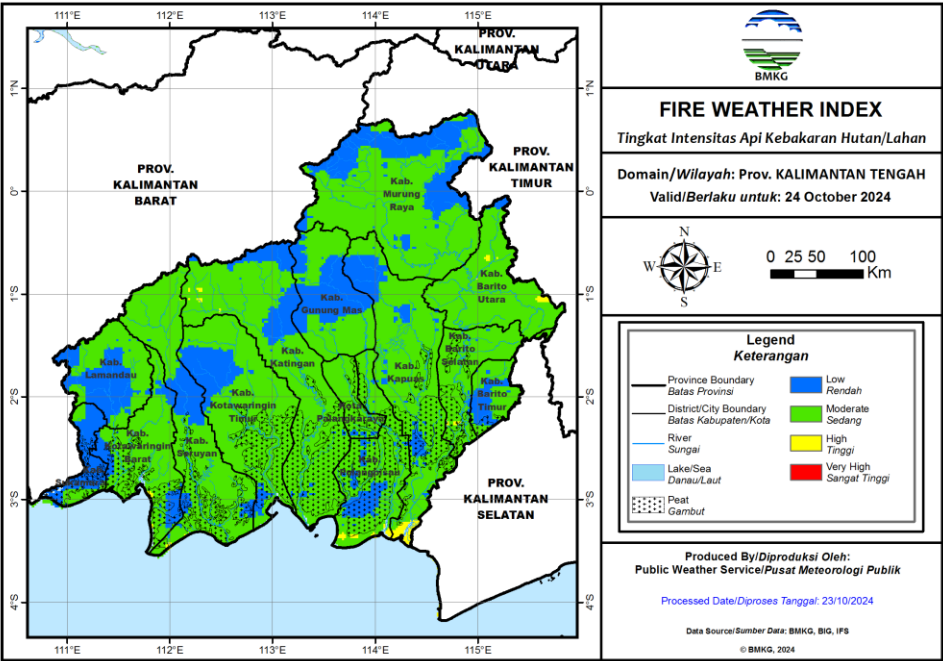 111°E
112°E
113°E
114°E
115°E
1°N
0°
1°S
2°S
3°S
4°S
PROV.
KALIMANTAN
UTARA
PROV.
KALIMANTAN
BARAT
PROV.
KALIMANTAN
TIMUR
Kab.
Murung
Raya
Kab.
Barito
Utara
Kab.
Gunung Mas
Kab.
Barito
Selatan
Kab.
Katingan
Kab.
Lamandau
Kab.
Kapuas
Kab.
Barito
Timur
Kab.
Kotawaringin
Timur
Kota
Palangkaraya
Kab.
Kotawaringin
Barat
Kab.
Seruyan
Kab.
PROV.
KALIMANTAN
SELATAN
1°N
0°
1°S
2°S
3°S
4°S
111°E
112°E
113°E
114°E
115°E
BMKG
FIRE WEATHER INDEX
Tingkat Intensitas Api Kebakaran Hutan/Lahan
Domain/Wilayah: Prov. KALIMANTAN TENGAH
Valid/Berlaku untuk: 24 October 2024
N
W
E
S
0 25 50 100
Km
Legend
Keterangan
Province Boundary
Batas Provinsi
District/City Boundary
Batas Kabupaten/Kota
River
Sungai
Lake/Sea
Danau/Laut
Peat
Gambut
Low
Rendah
Moderate
Sedang
High
Tinggi
Very High
Sangat Tinggi
Produced By/Diproduksi Oleh:
Public Weather Service/Pusat Meteorologi Publik
Processed Date/Diproses Tanggal: 23/10/2024
Data Source/Sumber Data: BMKG, BIG, IFS
© BMKG, 2024